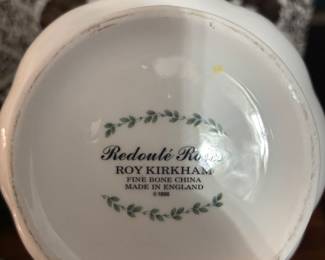 Redouté Roses
ROY KIRKHAM
FINE BONE CHINA
MADE IN ENGLAND